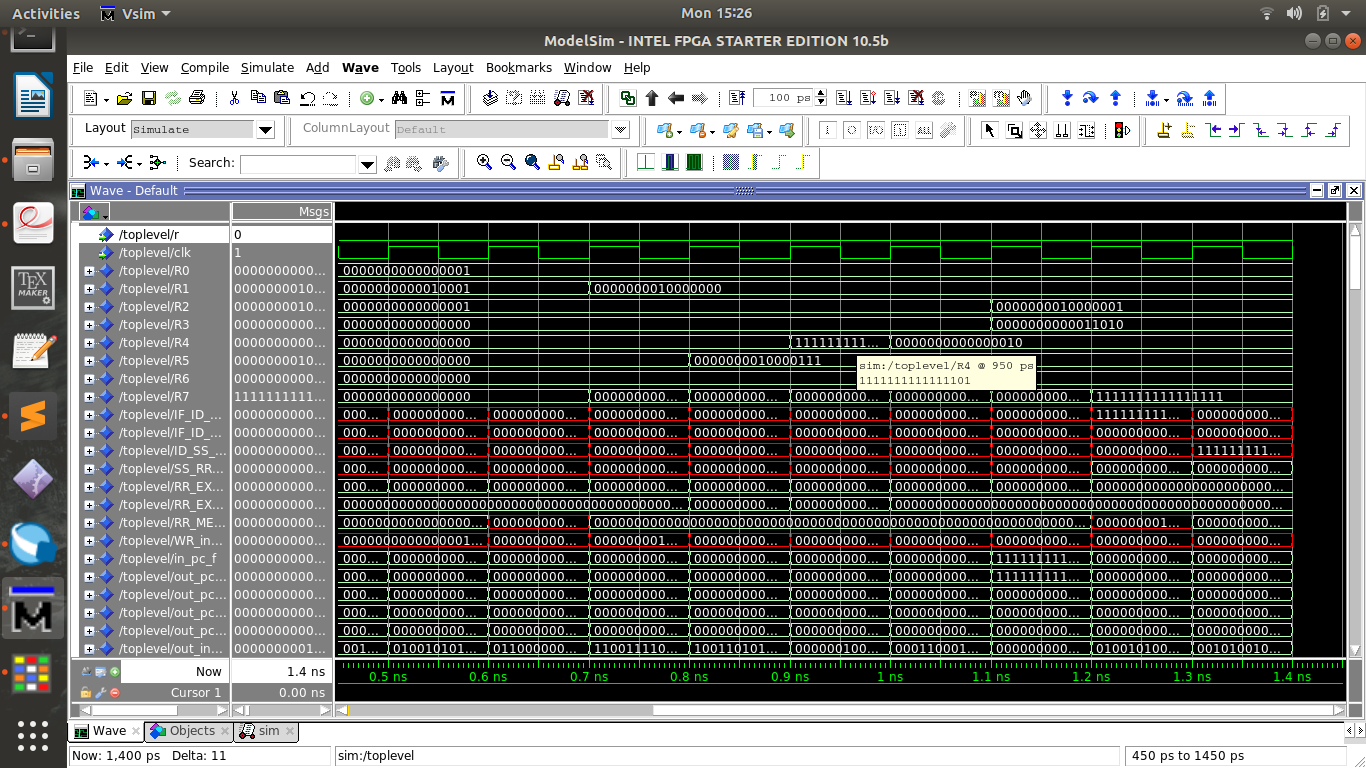 Activities Vsim Mon 15:26
ModelSim - INTEL FPGA STARTER EDITION 10.5b
File Edit View Compile Simulate Add Wave Tools Layout Bookmarks Window Help
100 ps
Layout Simulate ColumnLayout Default ALL
Search:
Wave - Default
Msgs
/toplevel/r 0
/toplevel/clk 1
/toplevel/R0 0000000000... 0000000000000001
/toplevel/R1 0000000010... 0000000000010001 0000000010000000
/toplevel/R2 0000000010... 0000000000000001 0000000010000001
/toplevel/R3 0000000000... 0000000000000000 0000000000011010
/toplevel/R4 0000000000... 0000000000000000 111111111... 0000000000000010
/toplevel/R5 0000000010... 0000000000000000 0000000010000111
sim:/toplevel/R4 @ 950 ps
1111111111111101
/toplevel/R6 0000000000... 0000000000000000
/toplevel/R7 1111111111... 0000000000000000 000000000... 000000000... 000000000... 000000000... 000000000... 1111111111111111
/toplevel/IF_ID_... 0000000000... 000... 000000000... 000000000... 000000000... 000000000... 000000000... 000000000... 000000000... 111111111... 000000000...
/toplevel/IF_ID_... 0000000000... 000... 000000000... 000000000... 000000000... 000000000... 000000000... 000000000... 000000000... 000000000... 000000000...
/toplevel/ID_SS_... 0000000000... 000... 000000000... 000000000... 000000000... 000000000... 000000000... 000000000... 000000000... 000000000... 111111111...
/toplevel/SS_RR... 0000000000... 000... 000000000... 000000000... 000000000... 000000000... 000000000... 000000000... 000000000... 000000000... 000000000...
/toplevel/RR_EX... 0000000000... 000... 000000000... 000000000... 000000000... 000000000... 000000000... 000000000... 000000000...
/toplevel/RR_EX... 0000000000...
/toplevel/RR_ME... 0000000000... 000000000... 000000001... 000000000...
/toplevel/WR_in... 0000000000... 0000000000000001... 000000000... 000000001... 000000000... 000000000... 000000000... 000000000... 000000000... 000000000...
/toplevel/in_pc_f 0000000000... 000... 000000000... 000000000... 000000000... 000000000... 000000000... 000000000... 111111111... 000000000... 000000000...
/toplevel/out_pc... 0000000000... 000... 000000000... 000000000... 000000000... 000000000... 000000000... 000000000... 111111111... 000000000... 000000000...
/toplevel/out_pc... 0000000000... 000... 000000000... 000000000... 000000000... 000000000... 000000000... 000000000... 000000000... 000000000... 000000000...
/toplevel/out_pc... 0000000000... 000... 000000000... 000000000... 000000000... 000000000... 000000000... 000000000... 000000000... 000000000... 000000000...
/toplevel/out_pc... 0000000000... 000... 000000000... 000000000... 000000000... 000000000... 000000000... 000000000... 000000000... 000000000... 000000000...
/toplevel/out_in... 0000000001... 001... 010010101... 011000000... 110011110... 100110101... 000000100... 000110001... 000000000... 010010100... 001010010...
Now 1.4 ns 0.5 ns 0.6 ns 0.7 ns 0.8 ns 0.9 ns 1 ns 1.1 ns 1.2 ns 1.3 ns 1.4 ns
Cursor 1 0.00 ns
Wave Objects sim
Now: 1,400 ps Delta: 11 sim:/toplevel 450 ps to 1450 ps
TEX
MAKER